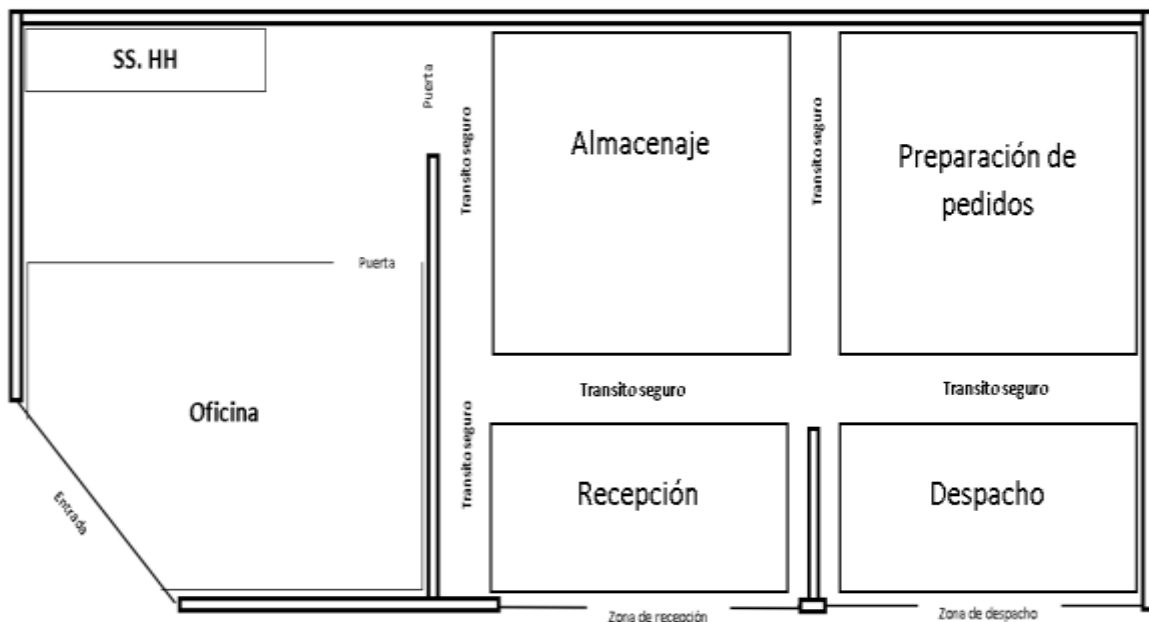 SS. HH
Puerta
Transito seguro
Almacenaje
Transito seguro
Preparación de
pedidos
Puerta
Oficina
Entrada
Transito seguro
Transito seguro
Transito seguro
Recepción
Despacho
Zona de recepción
Zona de despacho